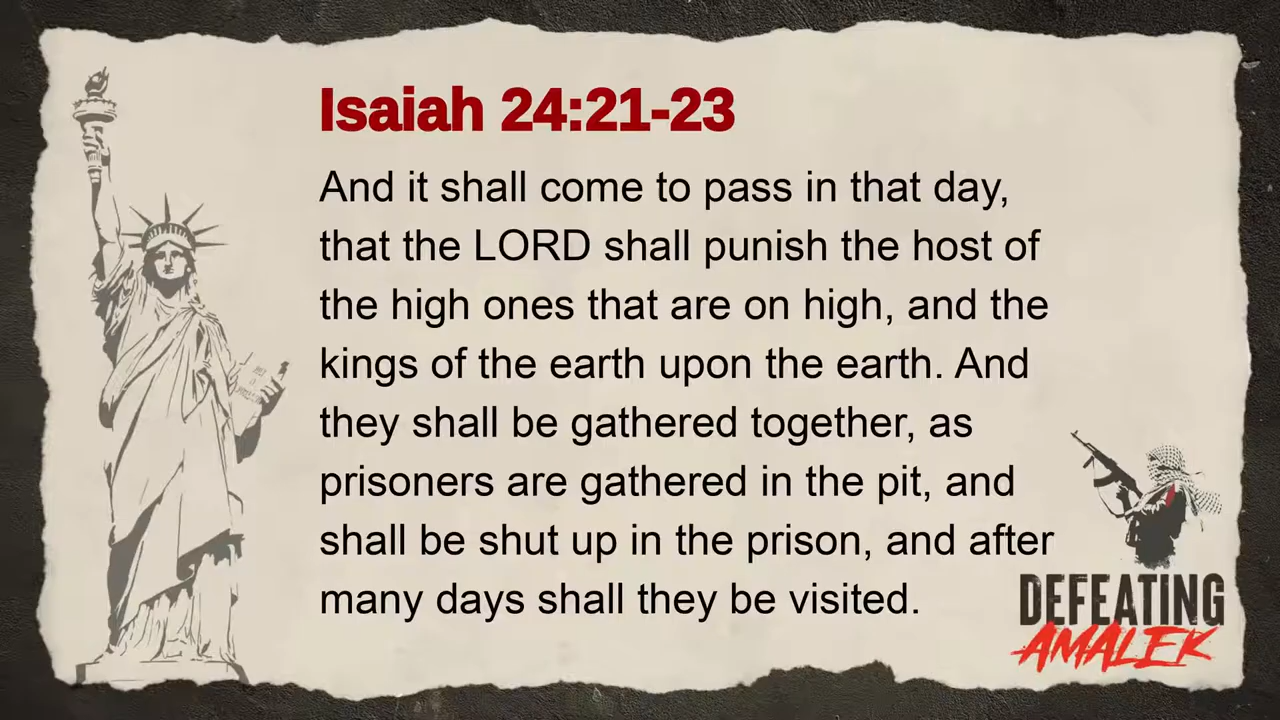 Isaiah 24:21-23
And it shall come to pass in that day,
that the LORD shall punish the host of
the high ones that are on high, and the
kings of the earth upon the earth. And
they shall be gathered together, as
prisoners are gathered in the pit, and
shall be shut up in the prison, and after
many days shall they be visited.
DEFEATING
AMALEK